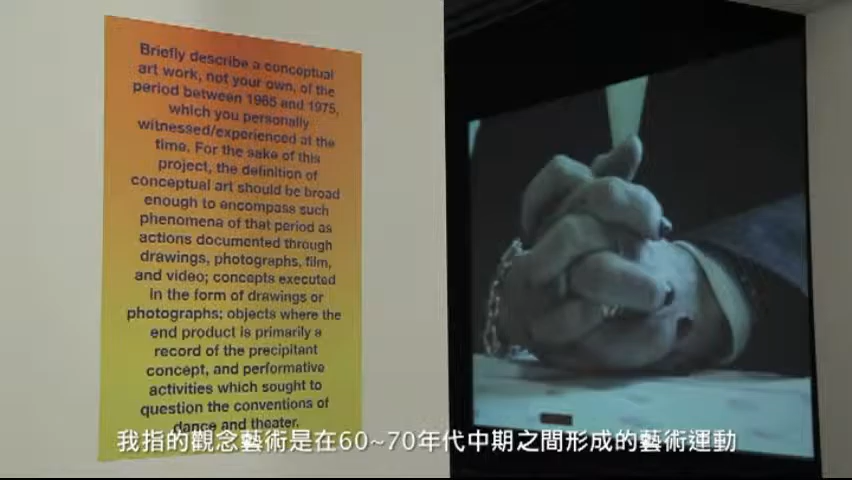 Briefly describe a conceptual
art work, not your own, of the
period between 1965 and 1975,
which you personally
witnessed/experienced at the
time. For the sake of this
project, the definition of
conceptual art should be broad
enough to encompass such
phenomena of that period as
actions documented through
drawings, photographs, film,
and video; concepts executed
in the form of drawings or
photographs; objects where the
end product is primarily a
record of the precipitant
concept, and performative
activities which sought to
question the conventions of
dance and theater.
我指的觀念藝術是在60~70年代中期之間形成的藝術運動